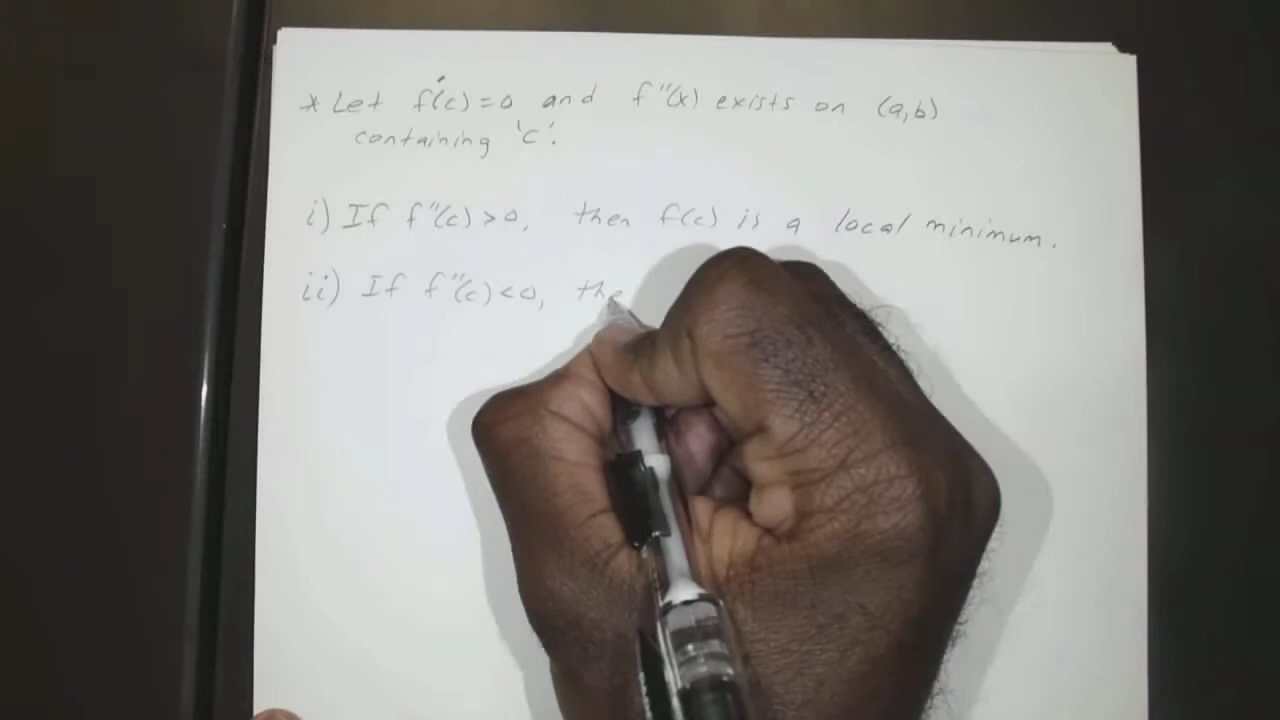 * Let f'(c)=0 and f"(x) exists on (a,b)
containing 'c'.
i) If f"(c)>0, then f(c) is a local minimum.
ii) If f"(c)<0, the